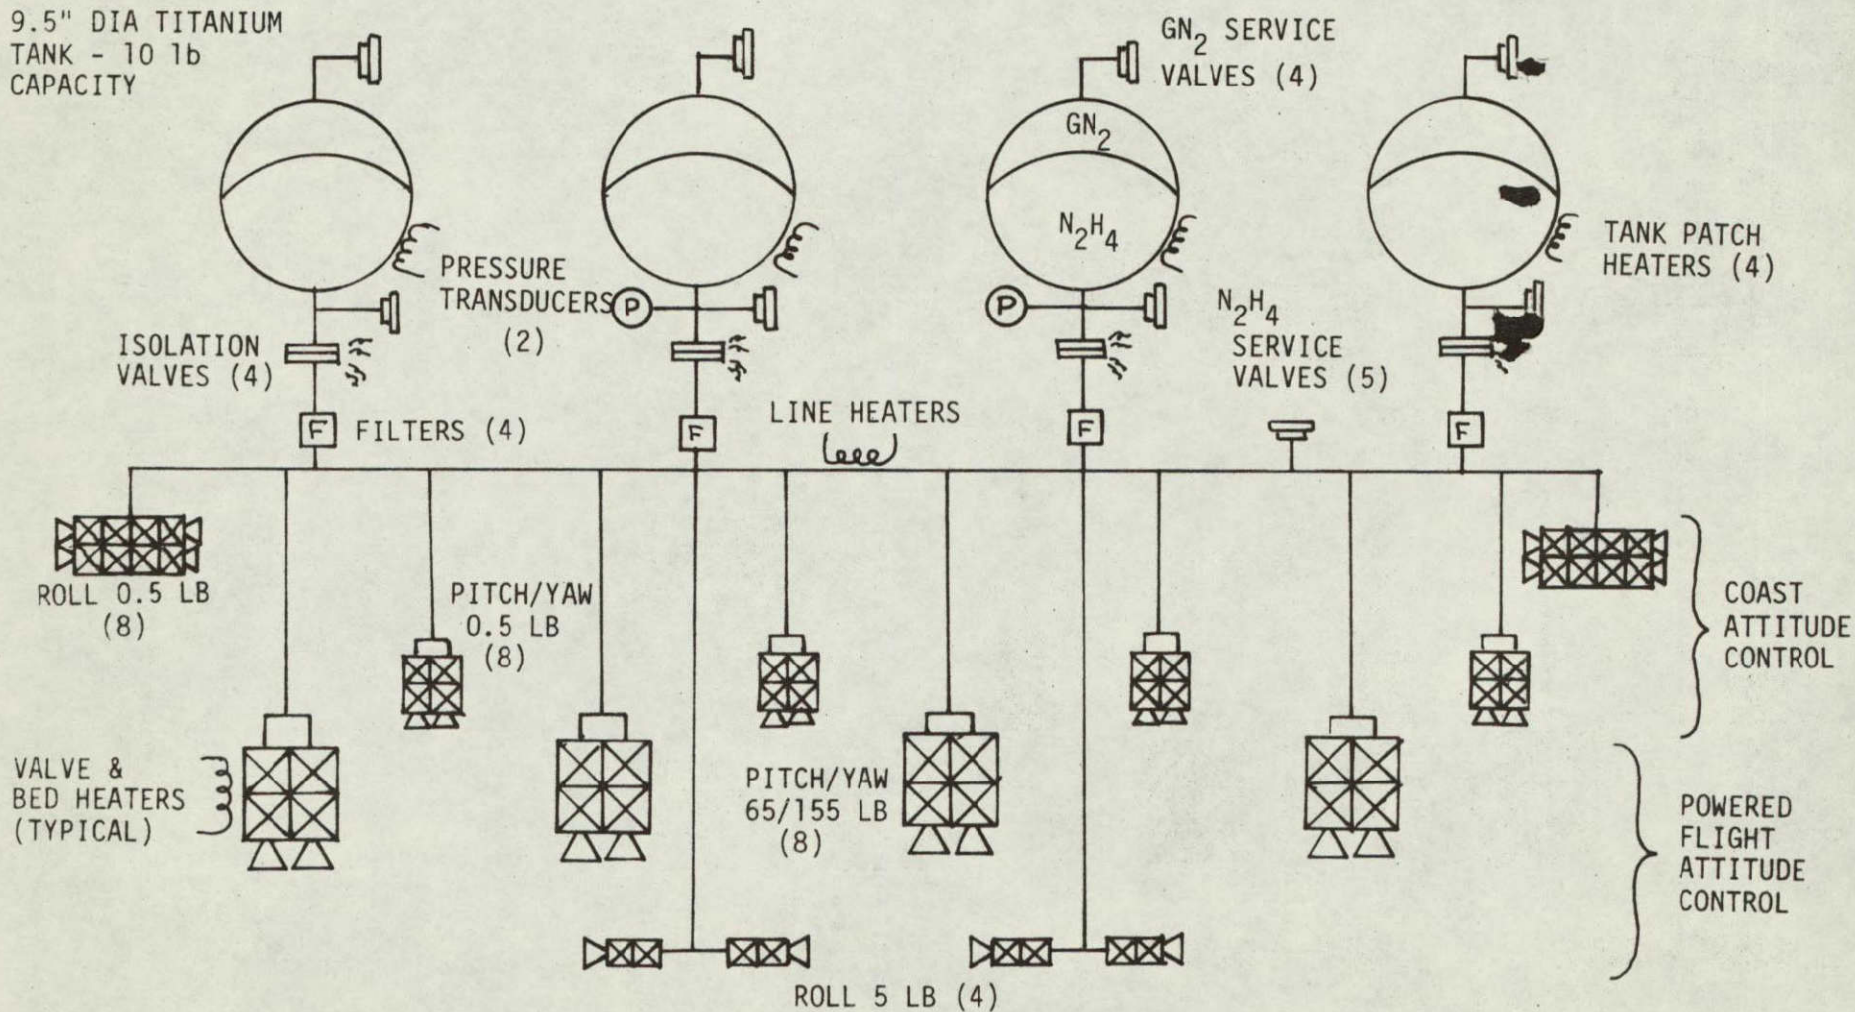 9.5" DIA TITANIUM
TANK - 10 lb
CAPACITY
GN2 SERVICE
VALVES (4)
GN2
N2H4
TANK PATCH
HEATERS (4)
PRESSURE
TRANSDUCERS
(2)
P
P
N2H4
SERVICE
VALVES (5)
ISOLATION
VALVES (4)
F
FILTERS (4)
F
LINE HEATERS
F
F
ROLL 0.5 LB
(8)
PITCH/YAW
0.5 LB
(8)
COAST
ATTITUDE
CONTROL
VALVE &
BED HEATERS
(TYPICAL)
PITCH/YAW
65/155 LB
(8)
POWERED
FLIGHT
ATTITUDE
CONTROL
ROLL 5 LB (4)